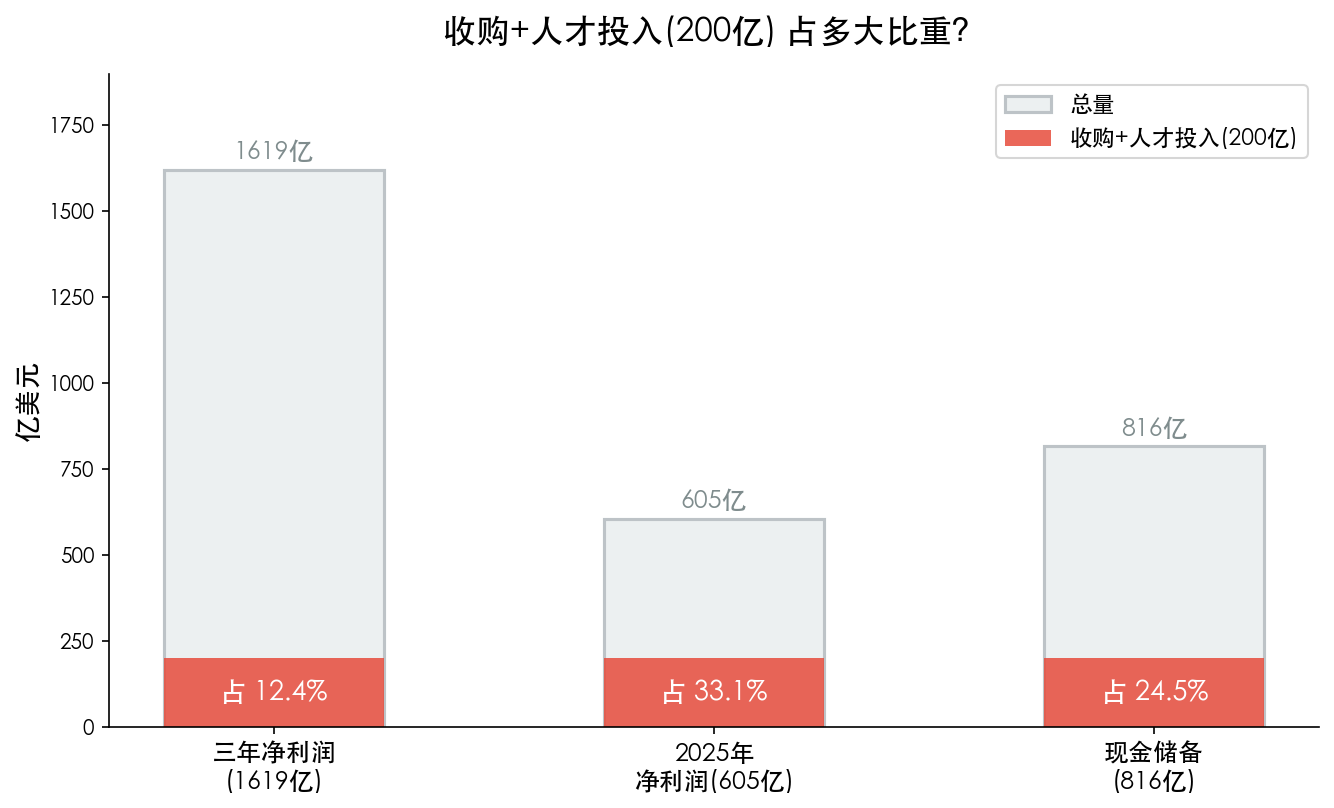 收购+人才投入(200亿) 占多大比重?
总量
收购+人才投入(200亿)
亿美元
1750
1500
1250
1000
750
500
250
0
1619亿
605亿
816亿
占 12.4%
占 33.1%
占 24.5%
三年净利润
(1619亿)
2025年
净利润(605亿)
现金储备
(816亿)